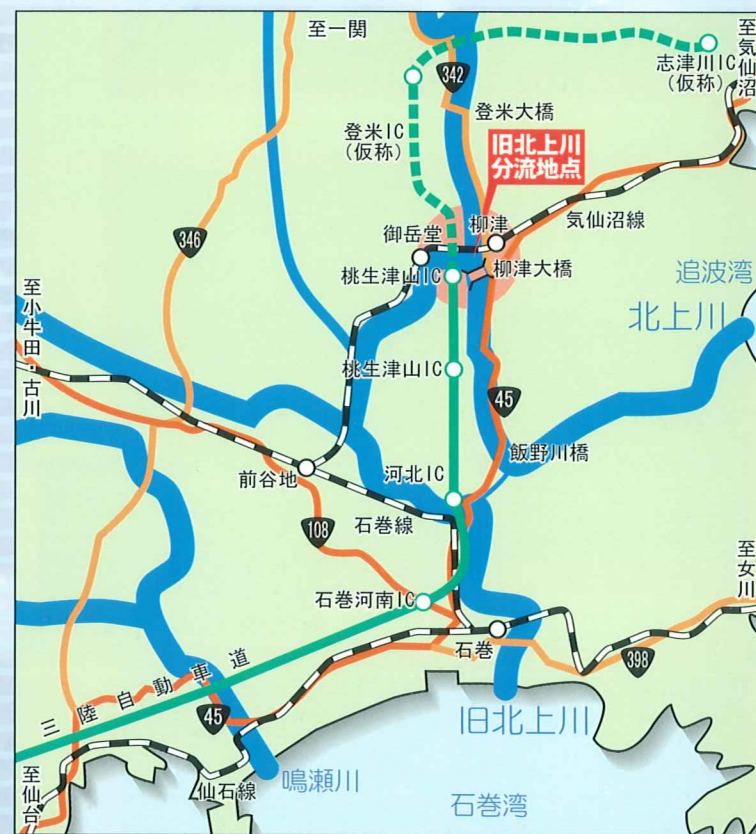 至一関
至気仙沼
志津川IC
(仮称)
342
登米大橋
登米IC
(仮称)
旧北上川
分流地点
346
御岳堂
柳津
気仙沼線
桃生津山IC
柳津大橋
追波湾
北上川
至小牛田・古川
桃生津山IC
45
飯野川橋
前谷地
河北IC
108
石巻線
至女川
石巻河南IC
石巻
398
三陸自動車道
45
旧北上川
至仙台
仙石線
鳴瀬川
石巻湾